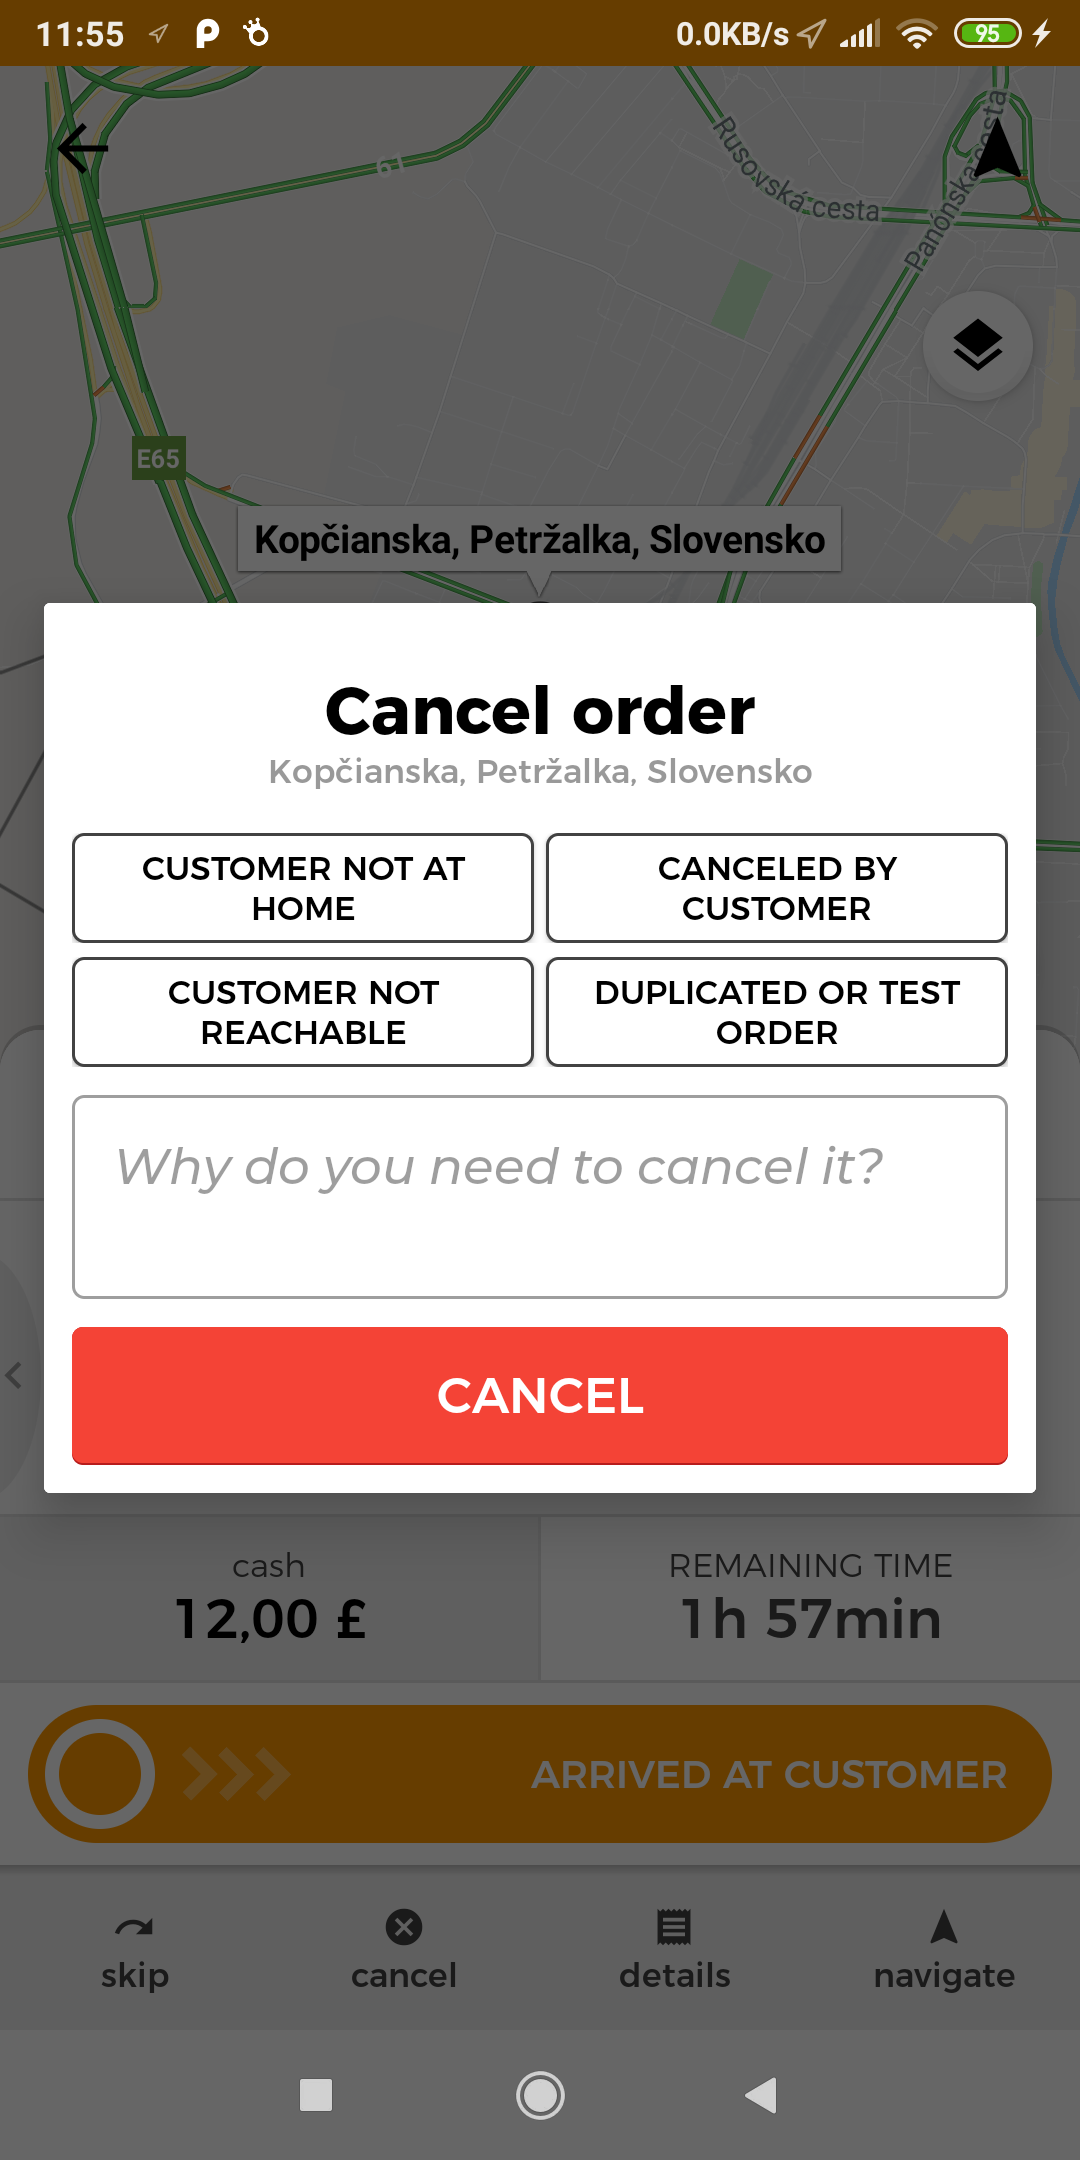 11:55
0.0KB/s
95
61
Rusovská cesta
Panónska cesta
E65
Kopčianska, Petržalka, Slovensko
Cancel order
Kopčianska, Petržalka, Slovensko
CUSTOMER NOT AT
HOME
CANCELED BY
CUSTOMER
CUSTOMER NOT
REACHABLE
DUPLICATED OR TEST
ORDER
Why do you need to cancel it?
CANCEL
cash
12,00 £
REMAINING TIME
1h 57min
ARRIVED AT CUSTOMER
skip
cancel
details
navigate